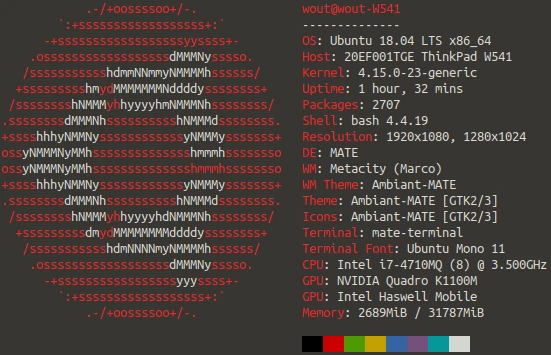 wout@wout-W541
--------------
OS: Ubuntu 18.04 LTS x86_64
Host: 20EF001TGE ThinkPad W541
Kernel: 4.15.0-23-generic
Uptime: 1 hour, 32 mins
Packages: 2707
Shell: bash 4.4.19
Resolution: 1920x1080, 1280x1024
DE: MATE
WM: Metacity (Marco)
WM Theme: Ambiant-MATE
Theme: Ambiant-MATE [GTK2/3]
Icons: Ambiant-MATE [GTK2/3]
Terminal: mate-terminal
Terminal Font: Ubuntu Mono 11
CPU: Intel i7-4710MQ (8) @ 3.500GHz
GPU: NVIDIA Quadro K1100M
GPU: Intel Haswell Mobile
Memory: 2689MiB / 31787MiB